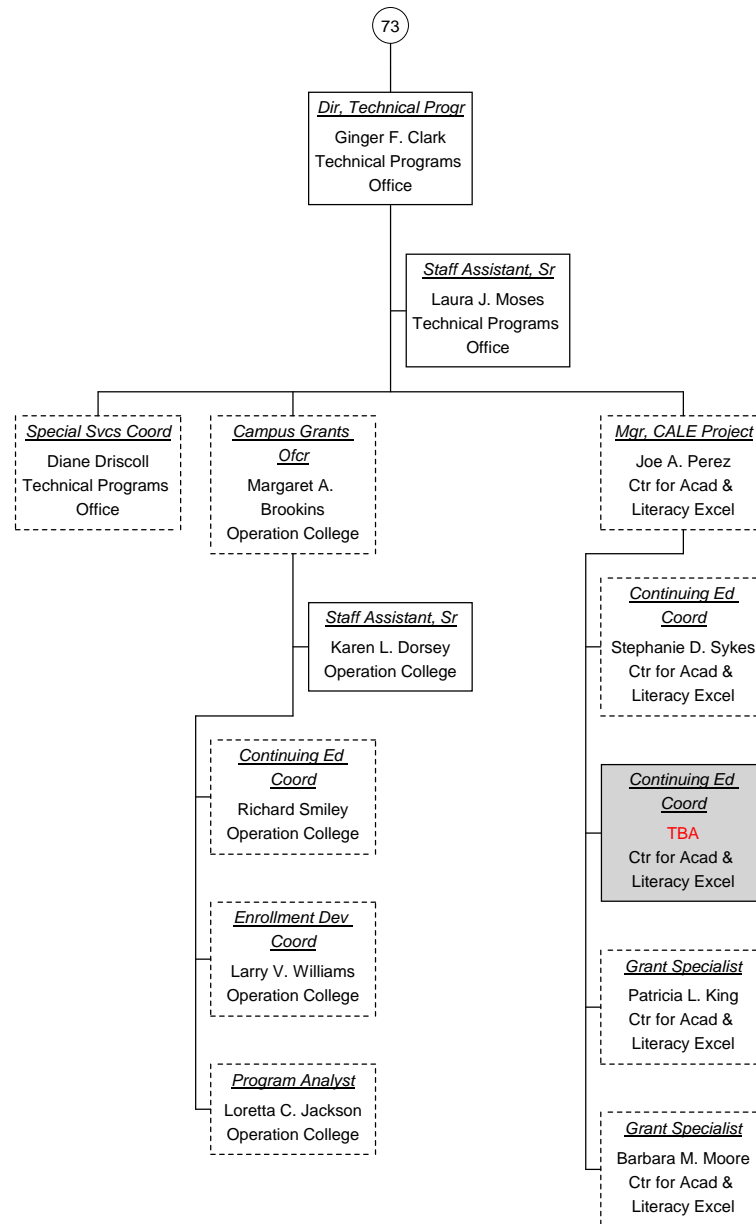 73
Dir, Technical Progr
Ginger F. Clark
Technical Programs
Office
Staff Assistant, Sr
Laura J. Moses
Technical Programs
Office
Special Svcs Coord
Diane Driscoll
Technical Programs
Office
Campus Grants
Ofcr
Margaret A.
Brookins
Operation College
Mgr, CALE Project
Joe A. Perez
Ctr for Acad &
Literacy Excel
Staff Assistant, Sr
Karen L. Dorsey
Operation College
Continuing Ed
Coord
Richard Smiley
Operation College
Enrollment Dev
Coord
Larry V. Williams
Operation College
Program Analyst
Loretta C. Jackson
Operation College
Continuing Ed
Coord
Stephanie D. Sykes
Ctr for Acad &
Literacy Excel
Continuing Ed
Coord
TBA
Ctr for Acad &
Literacy Excel
Grant Specialist
Patricia L. King
Ctr for Acad &
Literacy Excel
Grant Specialist
Barbara M. Moore
Ctr for Acad &
Literacy Excel